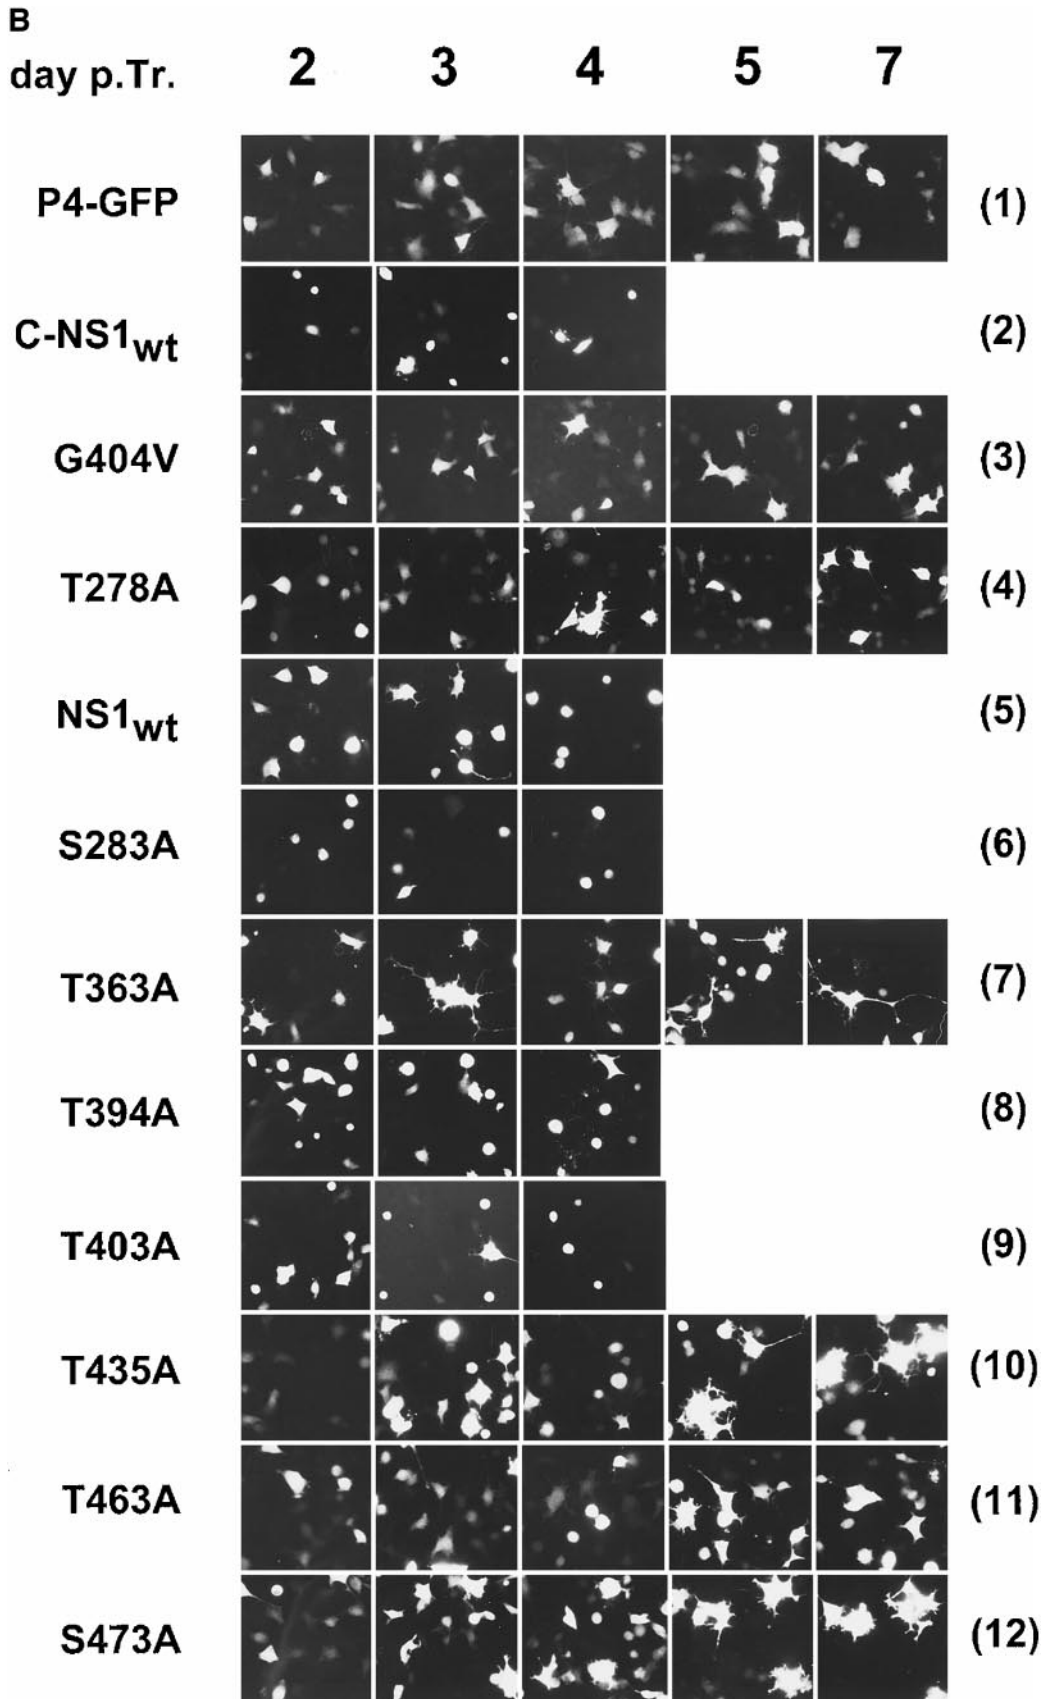 B
day p.Tr. 2 3 4 5 7
P4-GFP (1)
C-NS1wt (2)
G404V (3)
T278A (4)
NS1wt (5)
S283A (6)
T363A (7)
T394A (8)
T403A (9)
T435A (10)
T463A (11)
S473A (12)